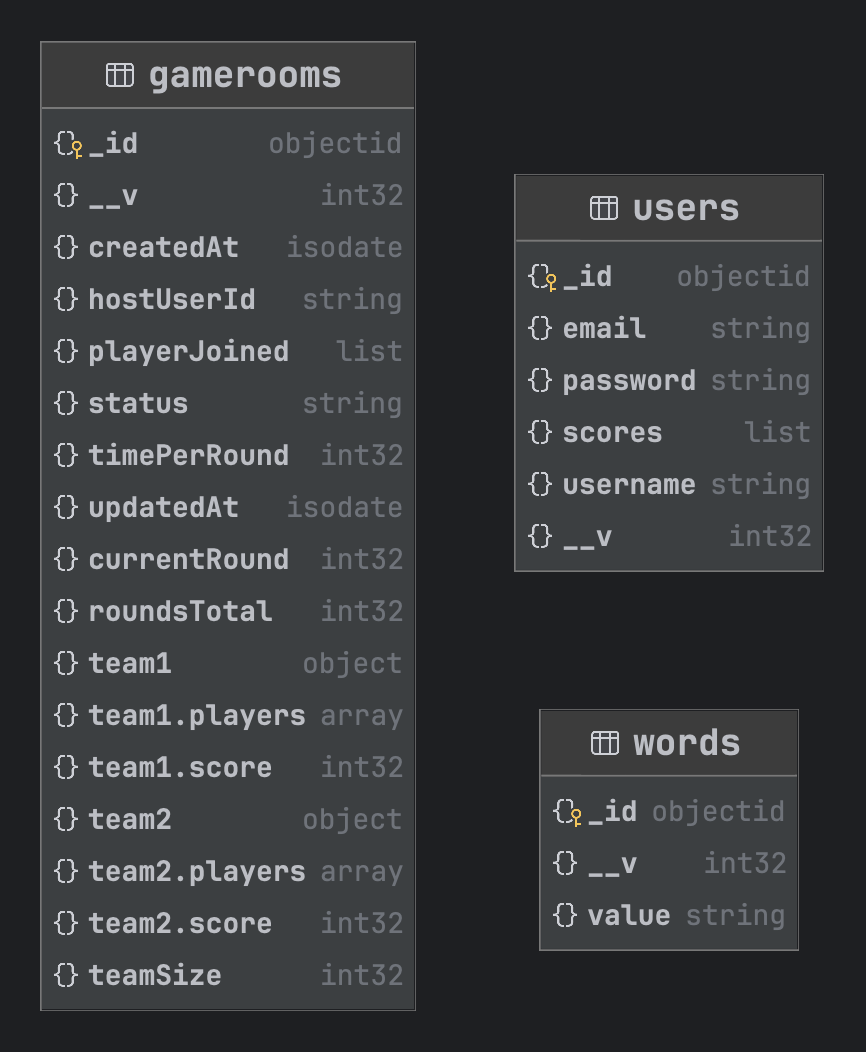 gamerooms
_id objectid
__v int32
createdAt isodate
hostUserId string
playerJoined list
status string
timePerRound int32
updatedAt isodate
currentRound int32
roundsTotal int32
team1 object
team1.players array
team1.score int32
team2 object
team2.players array
team2.score int32
teamSize int32
users
_id objectid
email string
password string
scores list
username string
__v int32
words
_id objectid
__v int32
value string